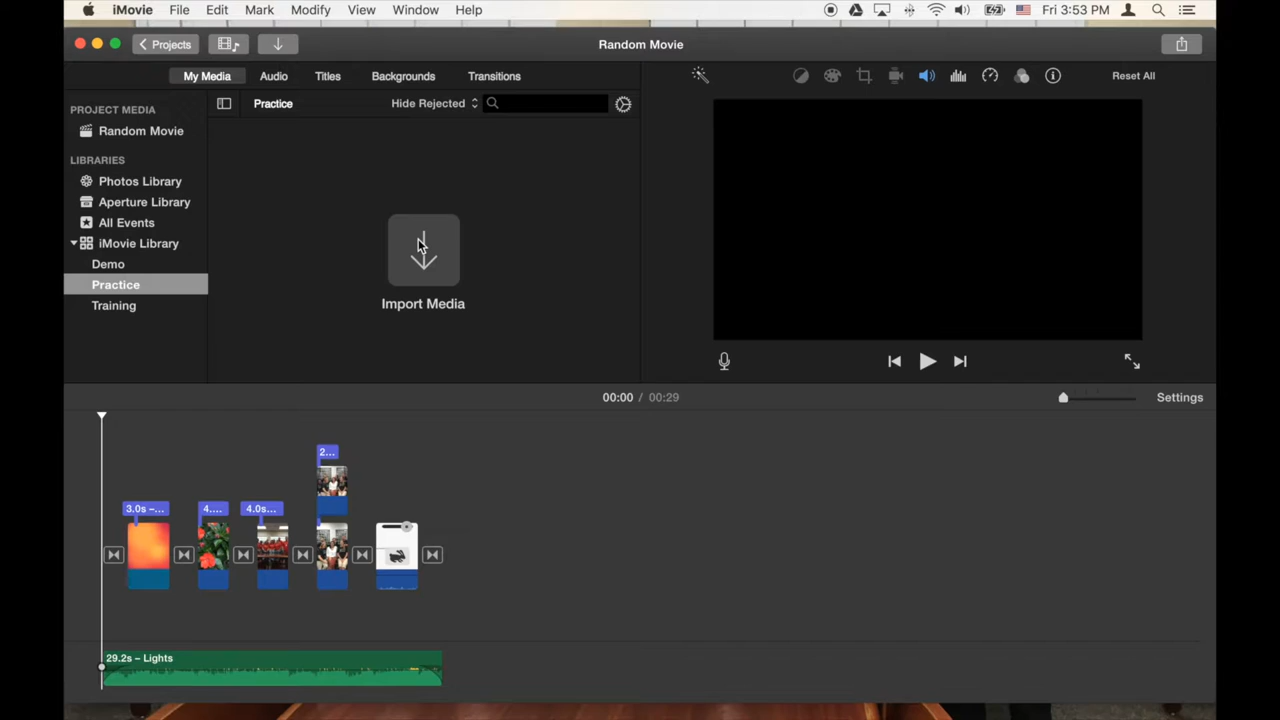 iMovie File Edit Mark Modify View Window Help Fri 3:53 PM
Projects Random Movie
My Media Audio Titles Backgrounds Transitions Reset All
PROJECT MEDIA Practice Hide Rejected
Random Movie
LIBRARIES
Photos Library
Aperture Library
All Events
iMovie Library
Demo
Practice
Training
Import Media
00:00 / 00:29 Settings
2...
3.0s –... 4.... 4.0s...
29.2s – Lights